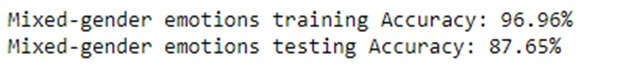 Mixed-gender emotions training Accuracy: 96.96%
Mixed-gender emotions testing Accuracy: 87.65%